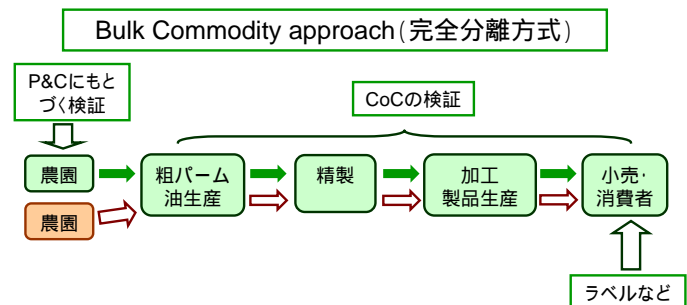 Bulk Commodity approach(完全分離方式)
P&Cにもと
づく検証
CoCの検証
農園
粗パーム
油生産
精製
加工
製品生産
小売・
消費者
農園
ラベルなど